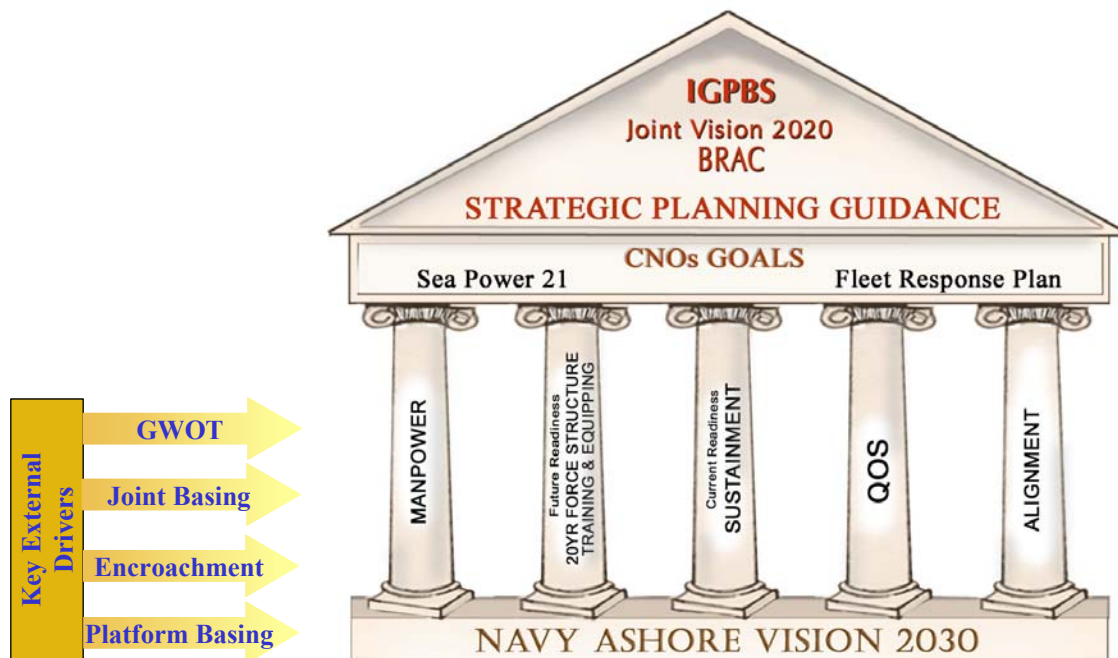 IGPBS
Joint Vision 2020
BRAC
STRATEGIC PLANNING GUIDANCE
CNOs GOALS
Sea Power 21
Fleet Response Plan
Key External
Drivers
GWOT
Joint Basing
Encroachment
Platform Basing
MANPOWER
Future Readiness
20YR FORCE STRUCTURE
TRAINING & EQUIPPING
Current Readiness
SUSTAINMENT
QOS
ALIGNMENT
NAVY ASHORE VISION 2030